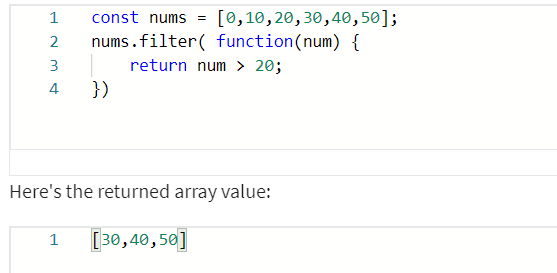 1 const nums = [0,10,20,30,40,50];
2 nums.filter( function(num) {
3 return num > 20;
4 })
Here's the returned array value:
1 [30,40,50]